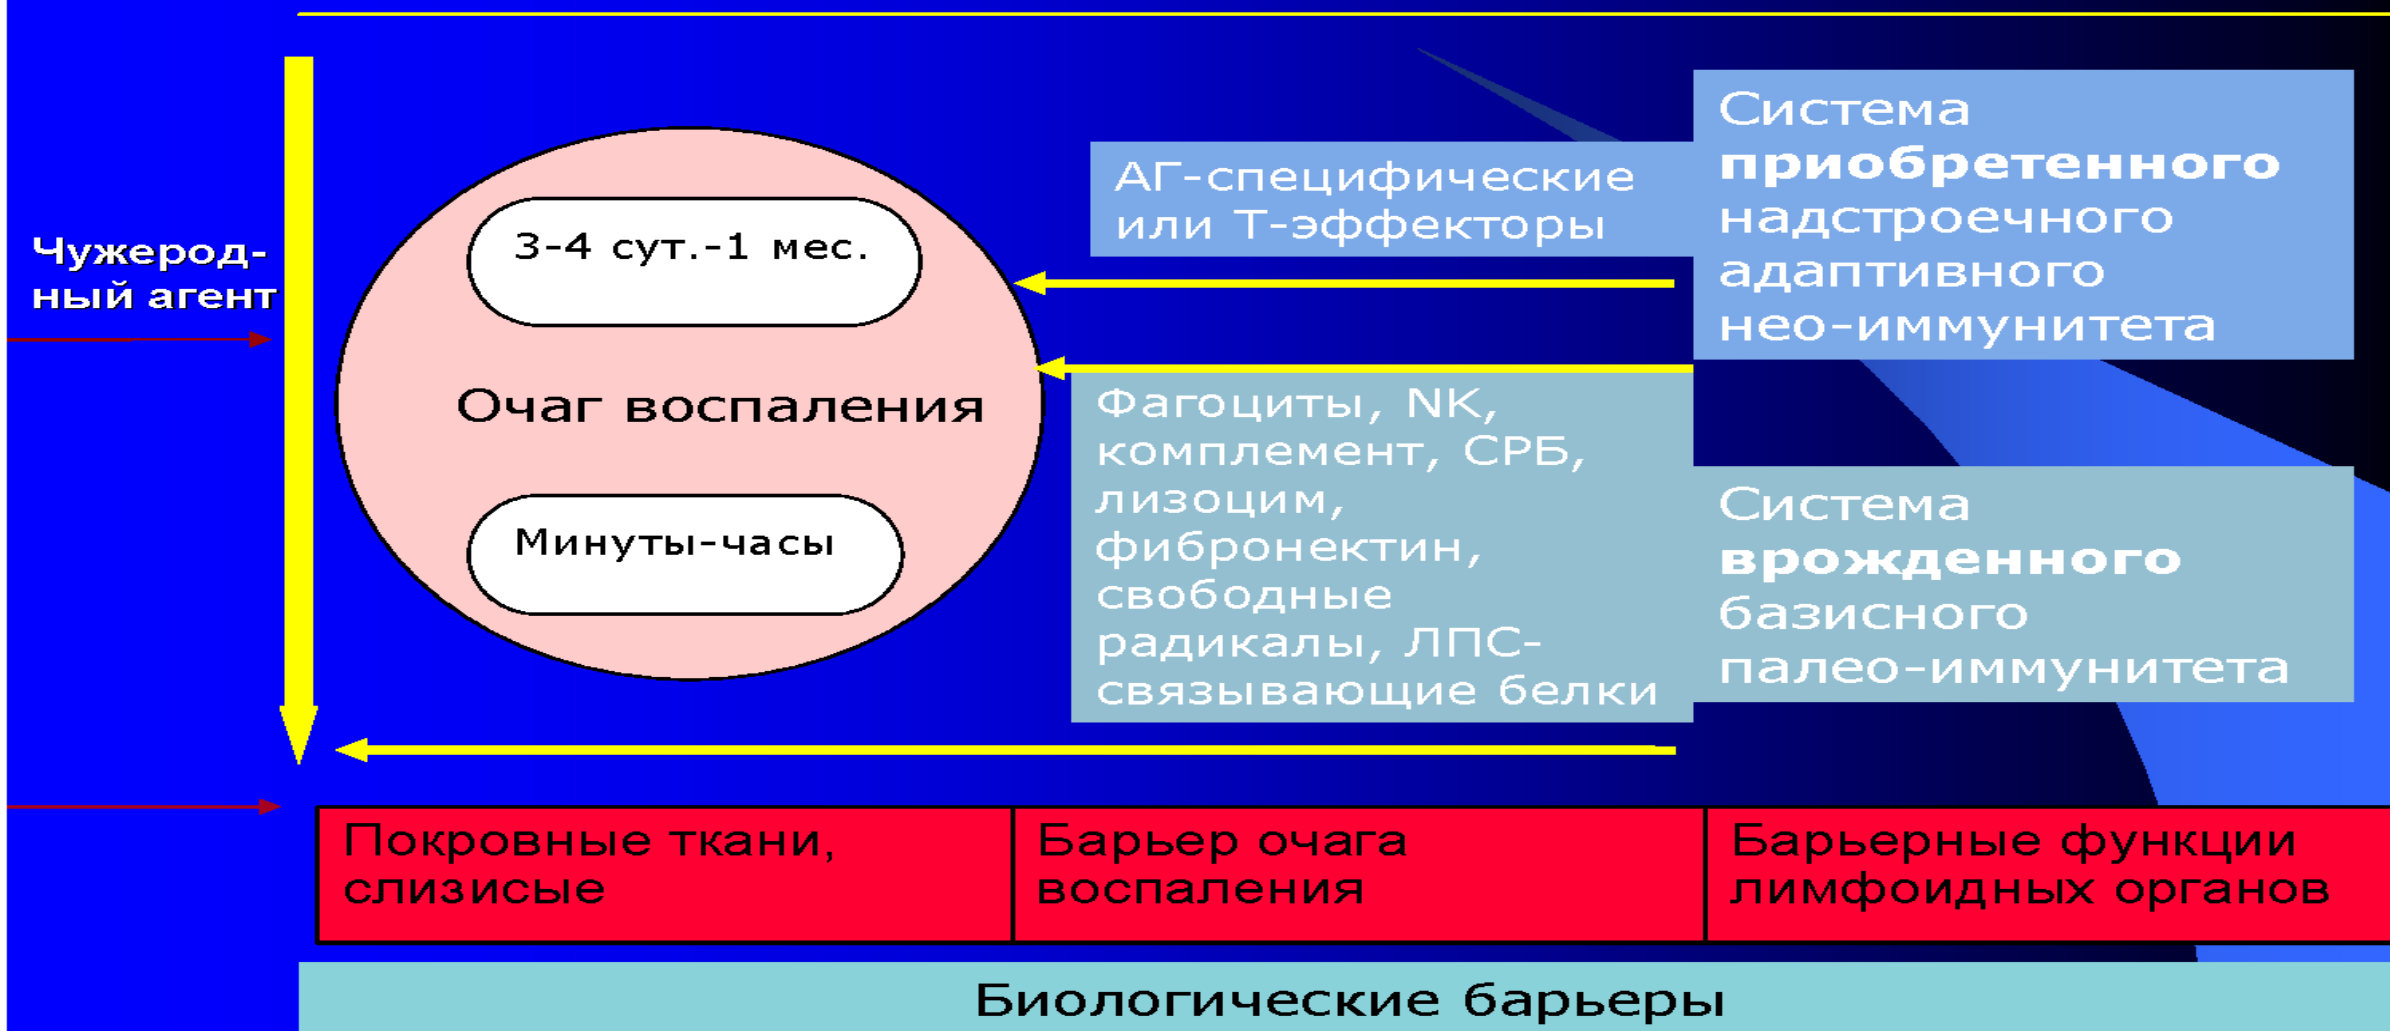 Чужерод-
ный агент
3-4 сут.-1 мес.
Очаг воспаления
Минуты-часы
АГ-специфические
или Т-эффекторы
Система
приобретенного
надстроечного
адаптивного
нео-иммунитета
Фагоциты, NK,
комплемент, СРБ,
лизоцим,
фибронектин,
свободные
радикалы, ЛПС-
связывающие белки
Система
врожденного
базисного
палео-иммунитета
Покровные ткани,
слизисые
Барьер очага
воспаления
Барьерные функции
лимфоидных органов
Биологические барьеры